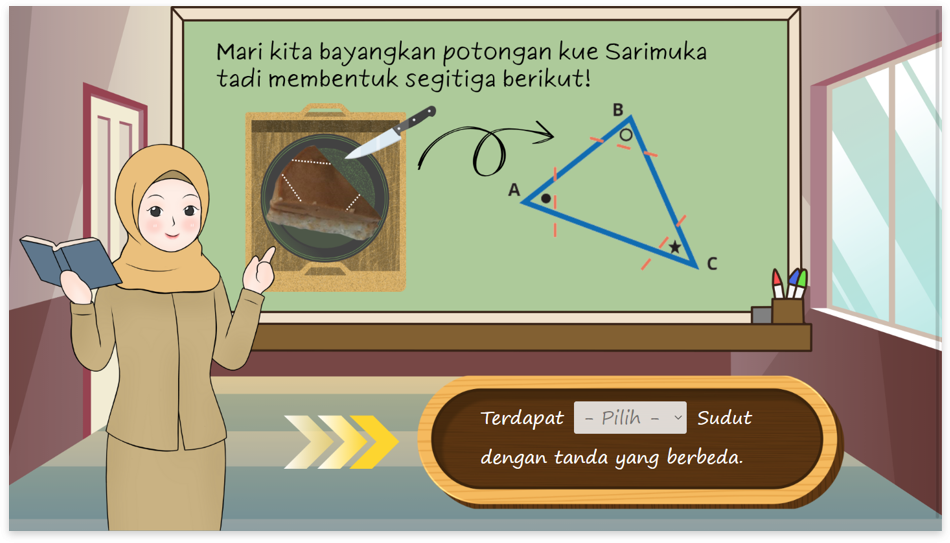 Mari kita bayangkan potongan kue Sarimuka
tadi membentuk segitiga berikut!
B
A
C
Terdapat - Pilih - Sudut
dengan tanda yang berbeda.